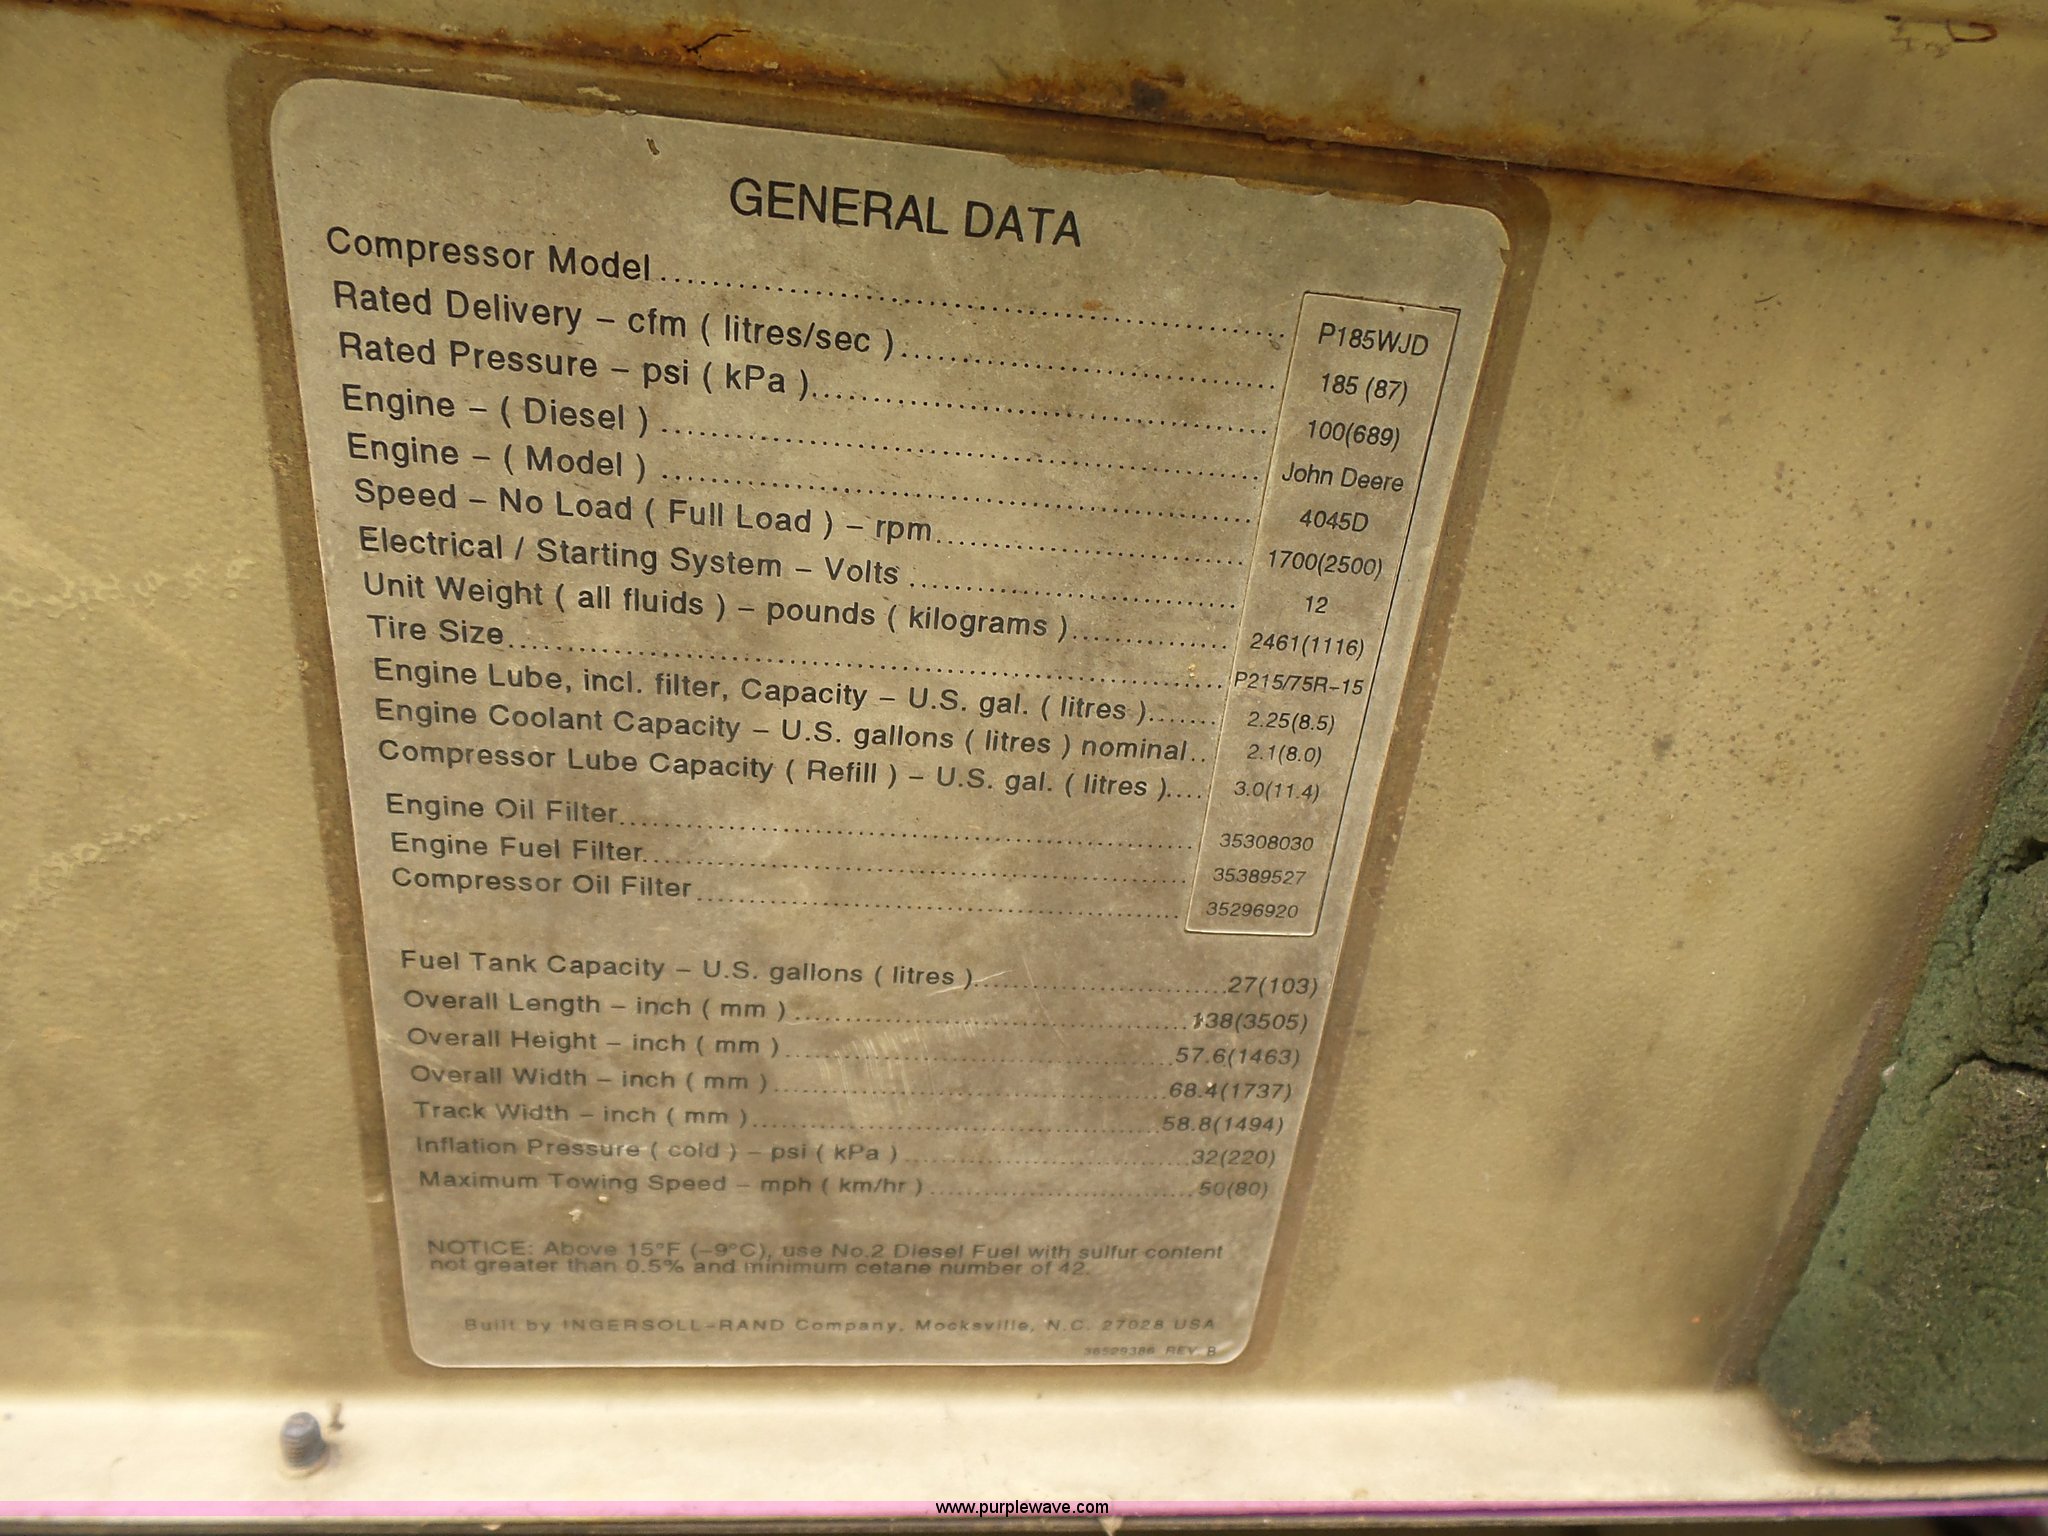 GENERAL DATA
Compressor Model ........ P185WJD
Rated Delivery – cfm ( litres/sec ) ........ 185 (87)
Rated Pressure – psi ( kPa ) ........ 100(689)
Engine – ( Diesel ) ........ John Deere
Engine – ( Model ) ........ 4045D
Speed – No Load ( Full Load ) – rpm ........ 1700(2500)
Electrical / Starting System – Volts ........ 12
Unit Weight ( all fluids ) – pounds ( kilograms ) ........ 2461(1116)
Tire Size ........ P215/75R–15
Engine Lube, incl. filter, Capacity – U.S. gal. ( litres ) ........ 2.25(8.5)
Engine Coolant Capacity – U.S. gallons ( litres ) nominal.. 2.1(8.0)
Compressor Lube Capacity ( Refill ) – U.S. gal. ( litres ).... 3.0(11.4)
Engine Oil Filter ........ 35308030
Engine Fuel Filter ........ 35389527
Compressor Oil Filter ........ 35296920
Fuel Tank Capacity – U.S. gallons ( litres ) ........ 27(103)
Overall Length – inch ( mm ) ........ 138(3505)
Overall Height – inch ( mm ) ........ 57.6(1463)
Overall Width – inch ( mm ) ........ 68.4(1737)
Track Width – inch ( mm ) ........ 58.8(1494)
Inflation Pressure ( cold ) – psi ( kPa ) ........ 32(220)
Maximum Towing Speed – mph ( km/hr ) ........ 50(80)
NOTICE: Above 15°F (–9°C), use No.2 Diesel Fuel with sulfur content
not greater than 0.5% and minimum cetane number of 42.
Built by INGERSOLL–RAND Company, Mocksville, N.C. 27028 USA
36529386 REV B
www.purplewave.com